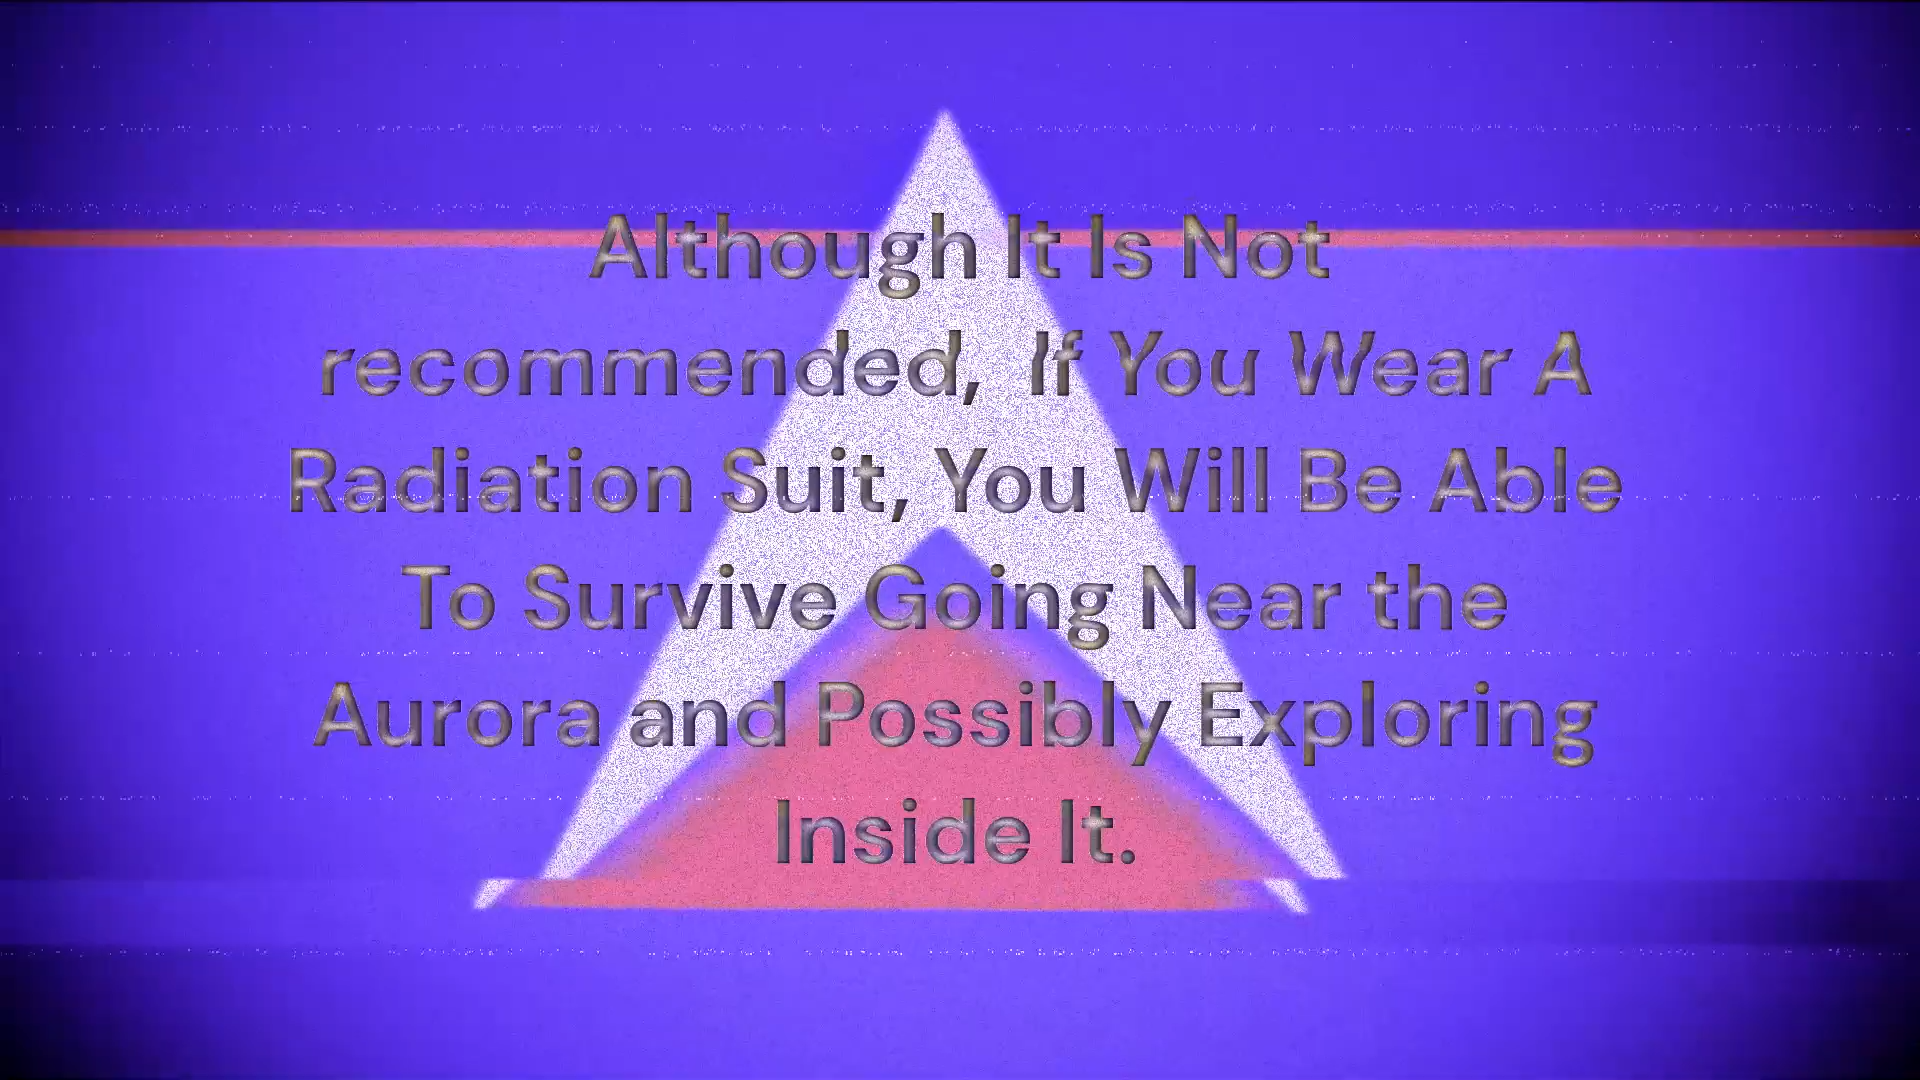 Although It Is Not
recommended, If You Wear A
Radiation Suit, You Will Be Able
To Survive Going Near the
Aurora and Possibly Exploring
Inside It.